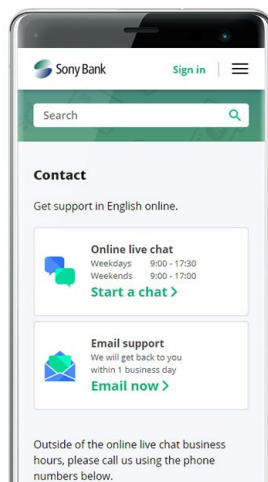 Sony Bank
Sign in
Search
Contact
Get support in English online.
Online live chat
Weekdays 9:00 - 17:30
Weekends 9:00 - 17:00
Start a chat
Email support
We will get back to you
within 1 business day
Email now
Outside of the online live chat business
hours, please call us using the phone
numbers below.